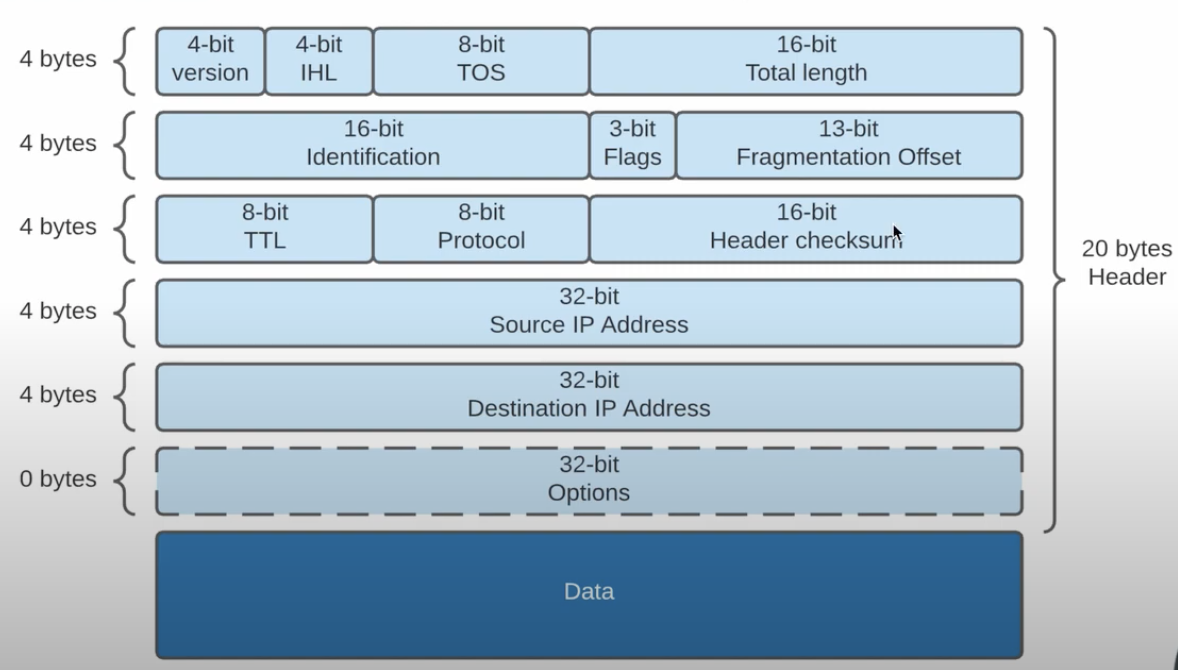 4 bytes
4-bit
version
4-bit
IHL
8-bit
TOS
16-bit
Total length
4 bytes
16-bit
Identification
3-bit
Flags
13-bit
Fragmentation Offset
4 bytes
8-bit
TTL
8-bit
Protocol
16-bit
Header checksum
20 bytes
Header
4 bytes
32-bit
Source IP Address
4 bytes
32-bit
Destination IP Address
0 bytes
32-bit
Options
Data